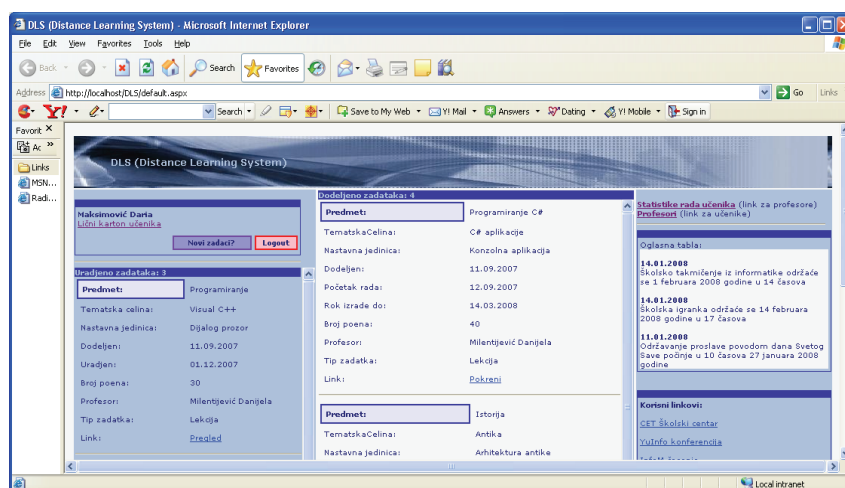 DLS (Distance Learning System) - Microsoft Internet Explorer
File Edit View Favorites Tools Help
Back Search Favorites
Address http://localhost/DLS/default.aspx Go Links
Y! Search Save to My Web Y! Mail Answers Dating Y! Mobile Sign in
Favorit
Ac
Links
MSN...
Radi...
DLS (Distance Learning System)
Maksimović Daria
Lični karton učenika
Novi zadaci? Logout
Uradjeno zadataka: 3
Predmet: Programiranje
Tematska celina: Visual C++
Nastavna jedinica: Dijalog prozor
Dodeljen: 11.09.2007
Uradjen: 01.12.2007
Broj poena: 30
Profesor: Milentijević Danijela
Tip zadatka: Lekcija
Link: Pregled
Dodeljeno zadataka: 4
Predmet: Programiranje C#
TematskaCelina: C# aplikacije
Nastavna jedinica: Konzolna aplikacija
Dodeljen: 11.09.2007
Početak rada: 12.09.2007
Rok izrade do: 14.03.2008
Broj poena: 40
Profesor: Milentijević Danijela
Tip zadatka: Lekcija
Link: Pokreni
Predmet: Istorija
TematskaCelina: Antika
Nastavna jedinica: Arhitektura antike
Statistike rada učenika (link za profesore)
Profesori (link za učenike)
Oglasna tabla:
14.01.2008
Školsko takmičenje iz informatike održaće
se 1 februara 2008 godine u 14 časova
14.01.2008
Školska igranka održaće se 14 februara
2008 godine u 17 časova
11.01.2008
Održavanje proslave povodom dana Svetog
Save počinje u 10 časova 27 januara 2008
godine
Korisni linkovi:
CET Školski centar
YuInfo konferencija
Local intranet